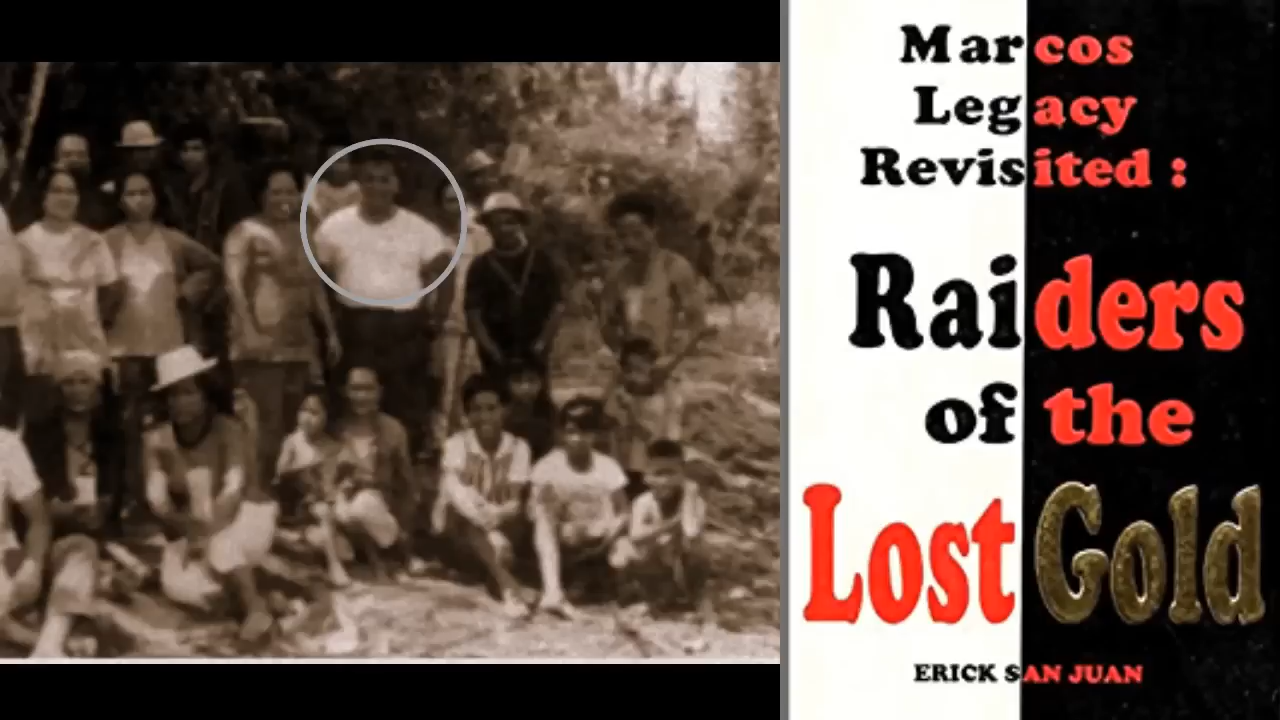 Marcos
Legacy
Revisited :
Raiders
of the
Lost Gold
ERICK SAN JUAN